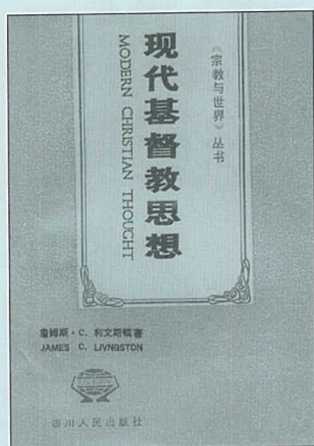 《宗教与世界》丛书
现代基督教思想
MODERN CHRISTIAN THOUGHT
詹姆斯·C. 利文斯顿著
JAMES C. LIVNGSTON
四川人民出版社